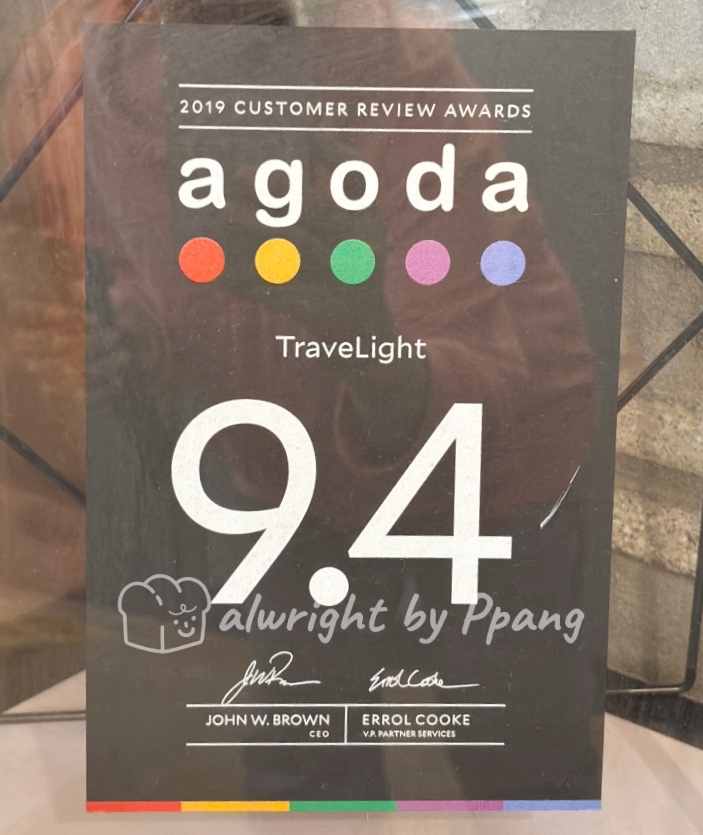 2019 CUSTOMER REVIEW AWARDS
agoda
TraveLight
9.4
alwright by Ppang
JOHN W. BROWN
CEO
ERROL COOKE
V.P. PARTNER SERVICES